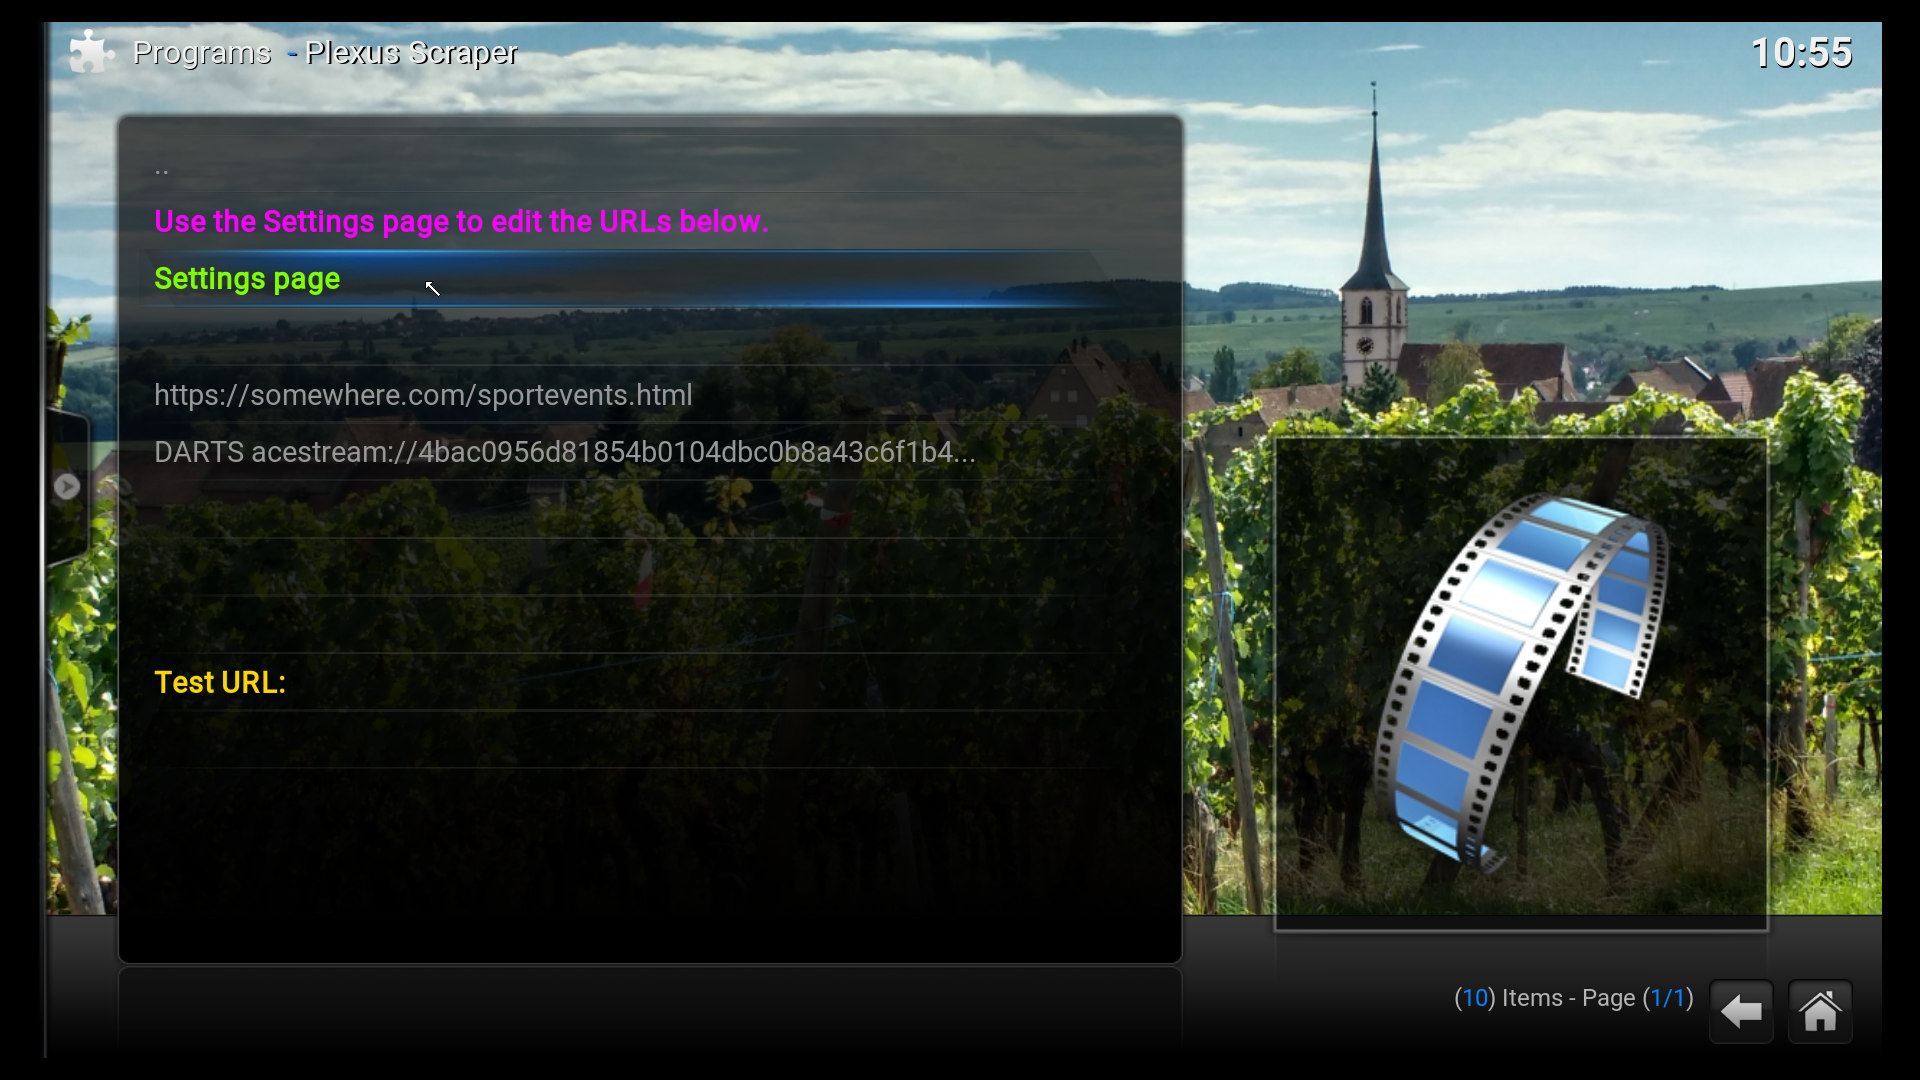 Programs - Plexus Scraper
10:55
..
Use the Settings page to edit the URLs below.
Settings page
https://somewhere.com/sportevents.html
DARTS acestream://4bac0956d81854b0104dbc0b8a43c6f1b4...
Test URL:
(10) Items - Page (1/1)